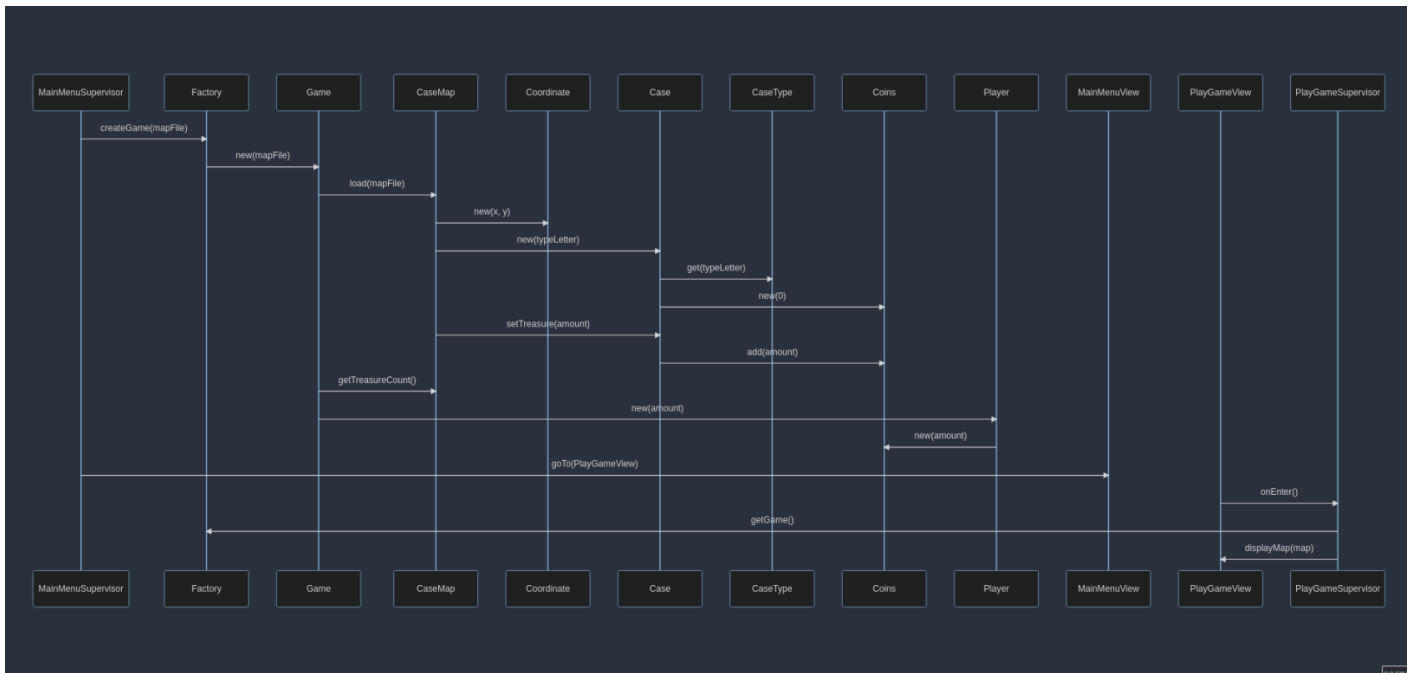 MainMenuSupervisor
Factory
Game
CaseMap
Coordinate
Case
CaseType
Coins
Player
MainMenuView
PlayGameView
PlayGameSupervisor
createGame(mapFile)
new(mapFile)
load(mapFile)
new(x, y)
new(typeLetter)
get(typeLetter)
new(0)
setTreasure(amount)
add(amount)
getTreasureCount()
new(amount)
new(amount)
goTo(PlayGameView)
onEnter()
getGame()
displayMap(map)
MainMenuSupervisor
Factory
Game
CaseMap
Coordinate
Case
CaseType
Coins
Player
MainMenuView
PlayGameView
PlayGameSupervisor